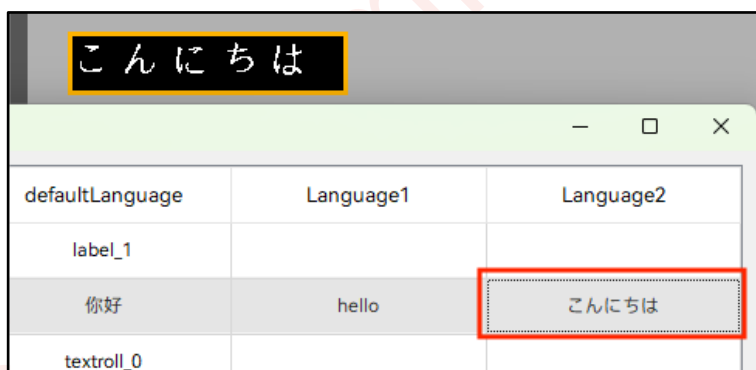 こんにちは
defaultLanguage Language1 Language2
label_1
你好 hello こんにちは
textroll_0